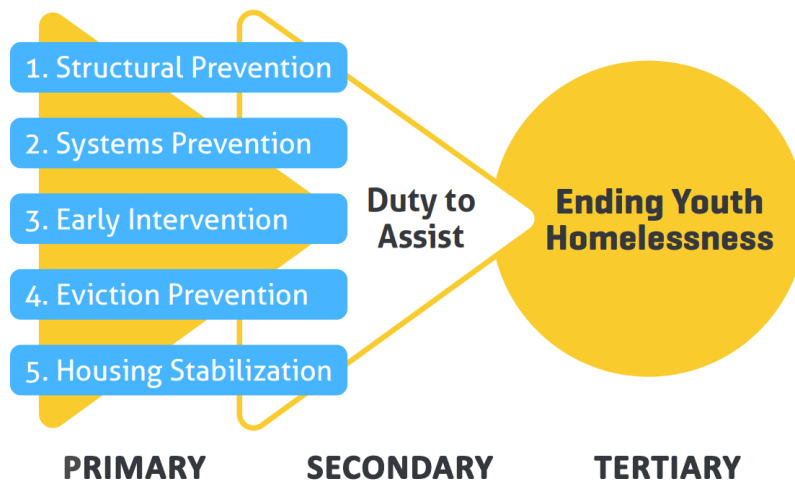 1. Structural Prevention
2. Systems Prevention
3. Early Intervention
4. Eviction Prevention
5. Housing Stabilization
Duty to
Assist
Ending Youth
Homelessness
PRIMARY
SECONDARY
TERTIARY